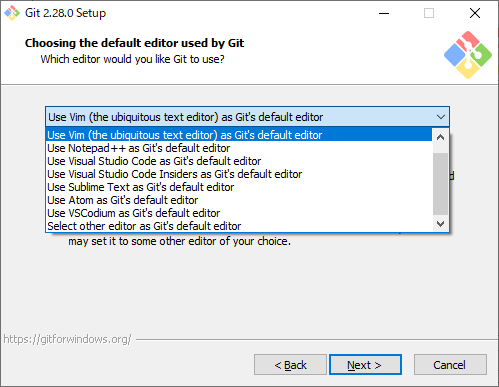 Git 2.28.0 Setup
Choosing the default editor used by Git
Which editor would you like Git to use?
Use Vim (the ubiquitous text editor) as Git's default editor
Use Vim (the ubiquitous text editor) as Git's default editor
Use Notepad++ as Git's default editor
Use Visual Studio Code as Git's default editor
Use Visual Studio Code Insiders as Git's default editor
Use Sublime Text as Git's default editor
Use Atom as Git's default editor
Use VSCodium as Git's default editor
Select other editor as Git's default editor
may set it to some other editor of your choice.
https://gitforwindows.org/
< Back
Next >
Cancel